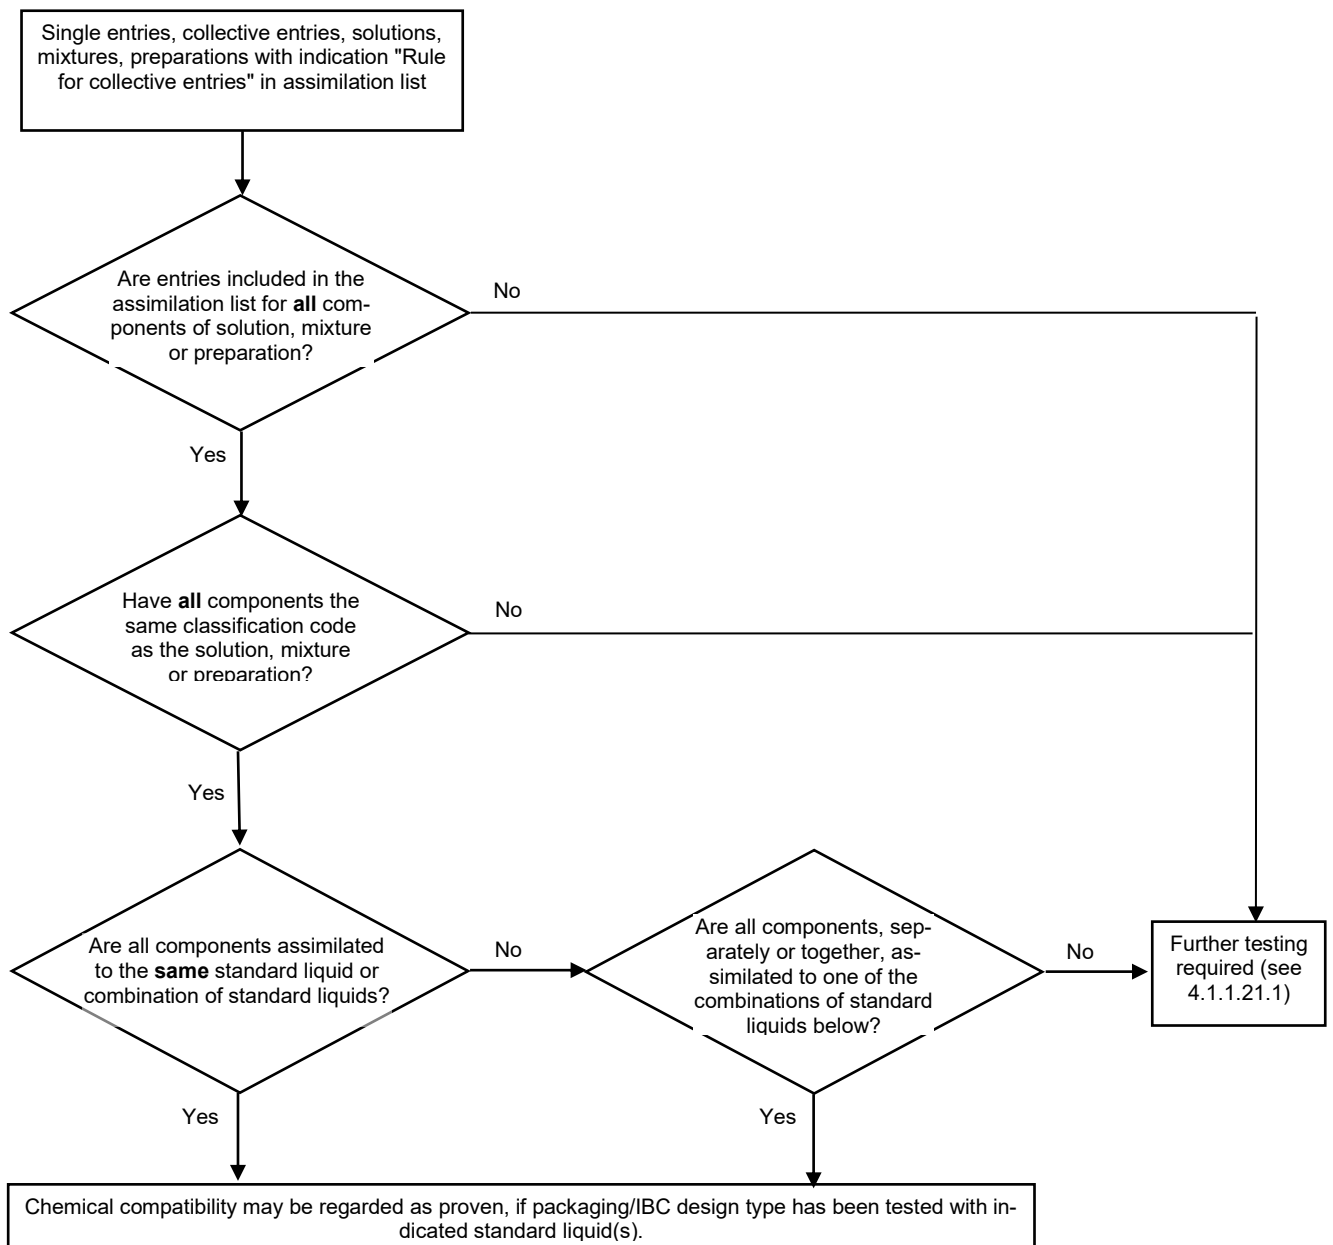 Single entries, collective entries, solutions,
mixtures, preparations with indication "Rule
for collective entries" in assimilation list
Are entries included in the
assimilation list for all com-
ponents of solution, mixture
or preparation?
No
Yes
Have all components the
same classification code
as the solution, mixture
or preparation?
No
Yes
Are all components assimilated
to the same standard liquid or
combination of standard liquids?
No
Are all components, sep-
arately or together, as-
similated to one of the
combinations of standard
liquids below?
No
Further testing
required (see
4.1.1.21.1)
Yes
Yes
Chemical compatibility may be regarded as proven, if packaging/IBC design type has been tested with in-
dicated standard liquid(s).